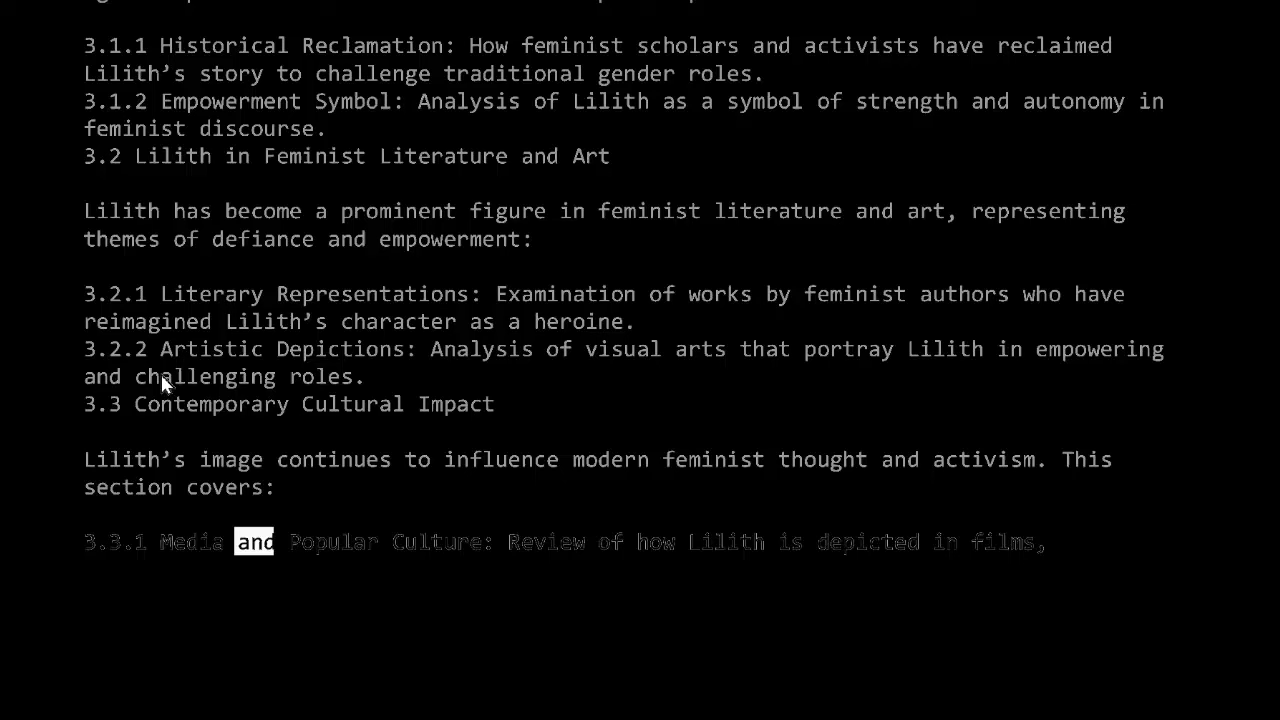 3.1.1 Historical Reclamation: How feminist scholars and activists have reclaimed
Lilith’s story to challenge traditional gender roles.
3.1.2 Empowerment Symbol: Analysis of Lilith as a symbol of strength and autonomy in
feminist discourse.
3.2 Lilith in Feminist Literature and Art
Lilith has become a prominent figure in feminist literature and art, representing
themes of defiance and empowerment:
3.2.1 Literary Representations: Examination of works by feminist authors who have
reimagined Lilith’s character as a heroine.
3.2.2 Artistic Depictions: Analysis of visual arts that portray Lilith in empowering
and challenging roles.
3.3 Contemporary Cultural Impact
Lilith’s image continues to influence modern feminist thought and activism. This
section covers:
3.3.1 Media and Popular Culture: Review of how Lilith is depicted in films,